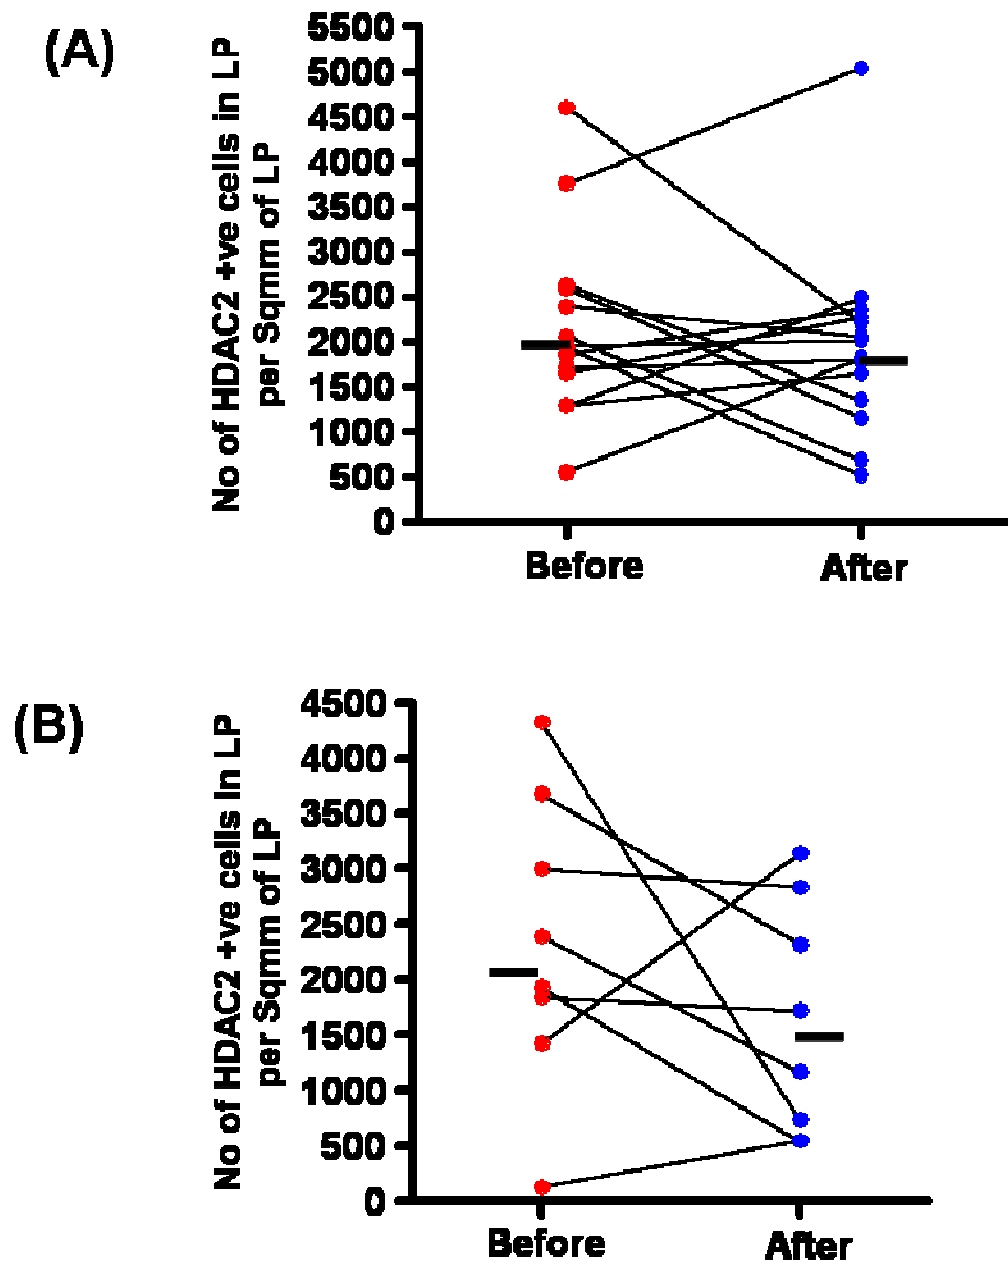 (A)
No of HDAC2 +ve cells in LP
per Sqmm of LP
5500
5000
4500
4000
3500
3000
2500
2000
1500
1000
500
0
Before After
(B)
No of HDAC2 +ve cells in LP
per Sqmm of LP
4500
4000
3500
3000
2500
2000
1500
1000
500
0
Before After